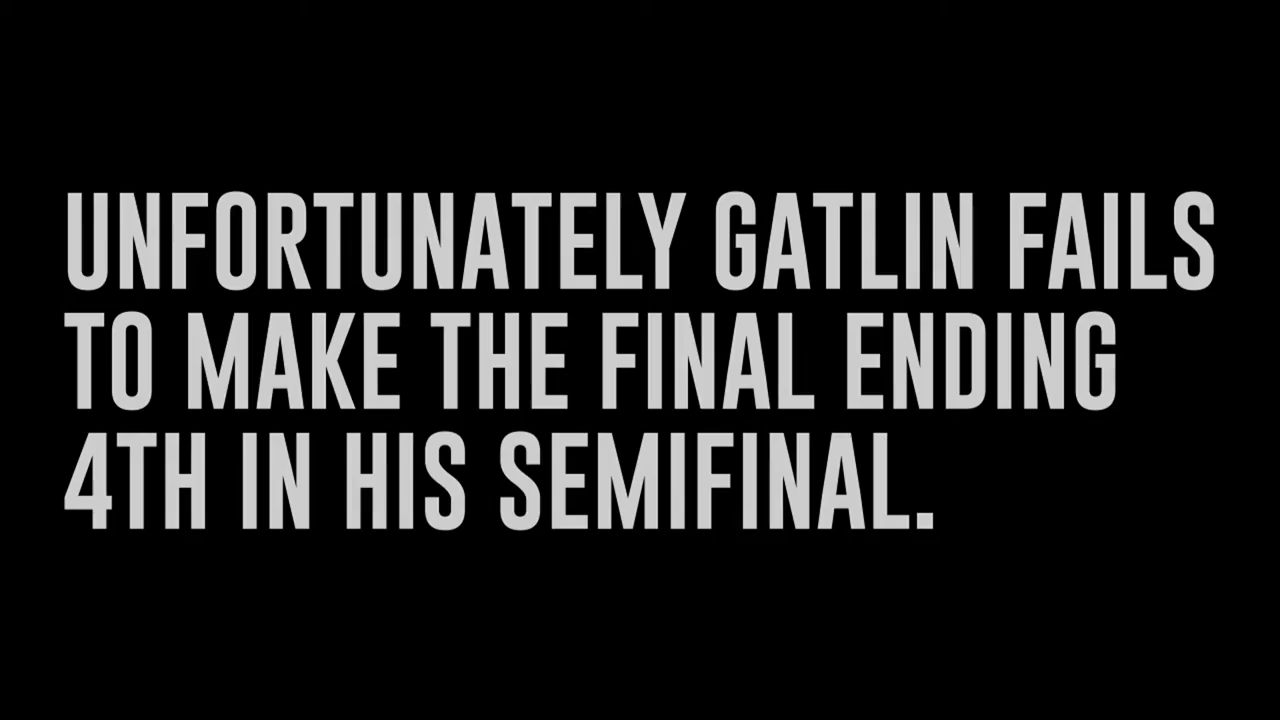 UNFORTUNATELY GATLIN FAILS
TO MAKE THE FINAL ENDING
4TH IN HIS SEMIFINAL.